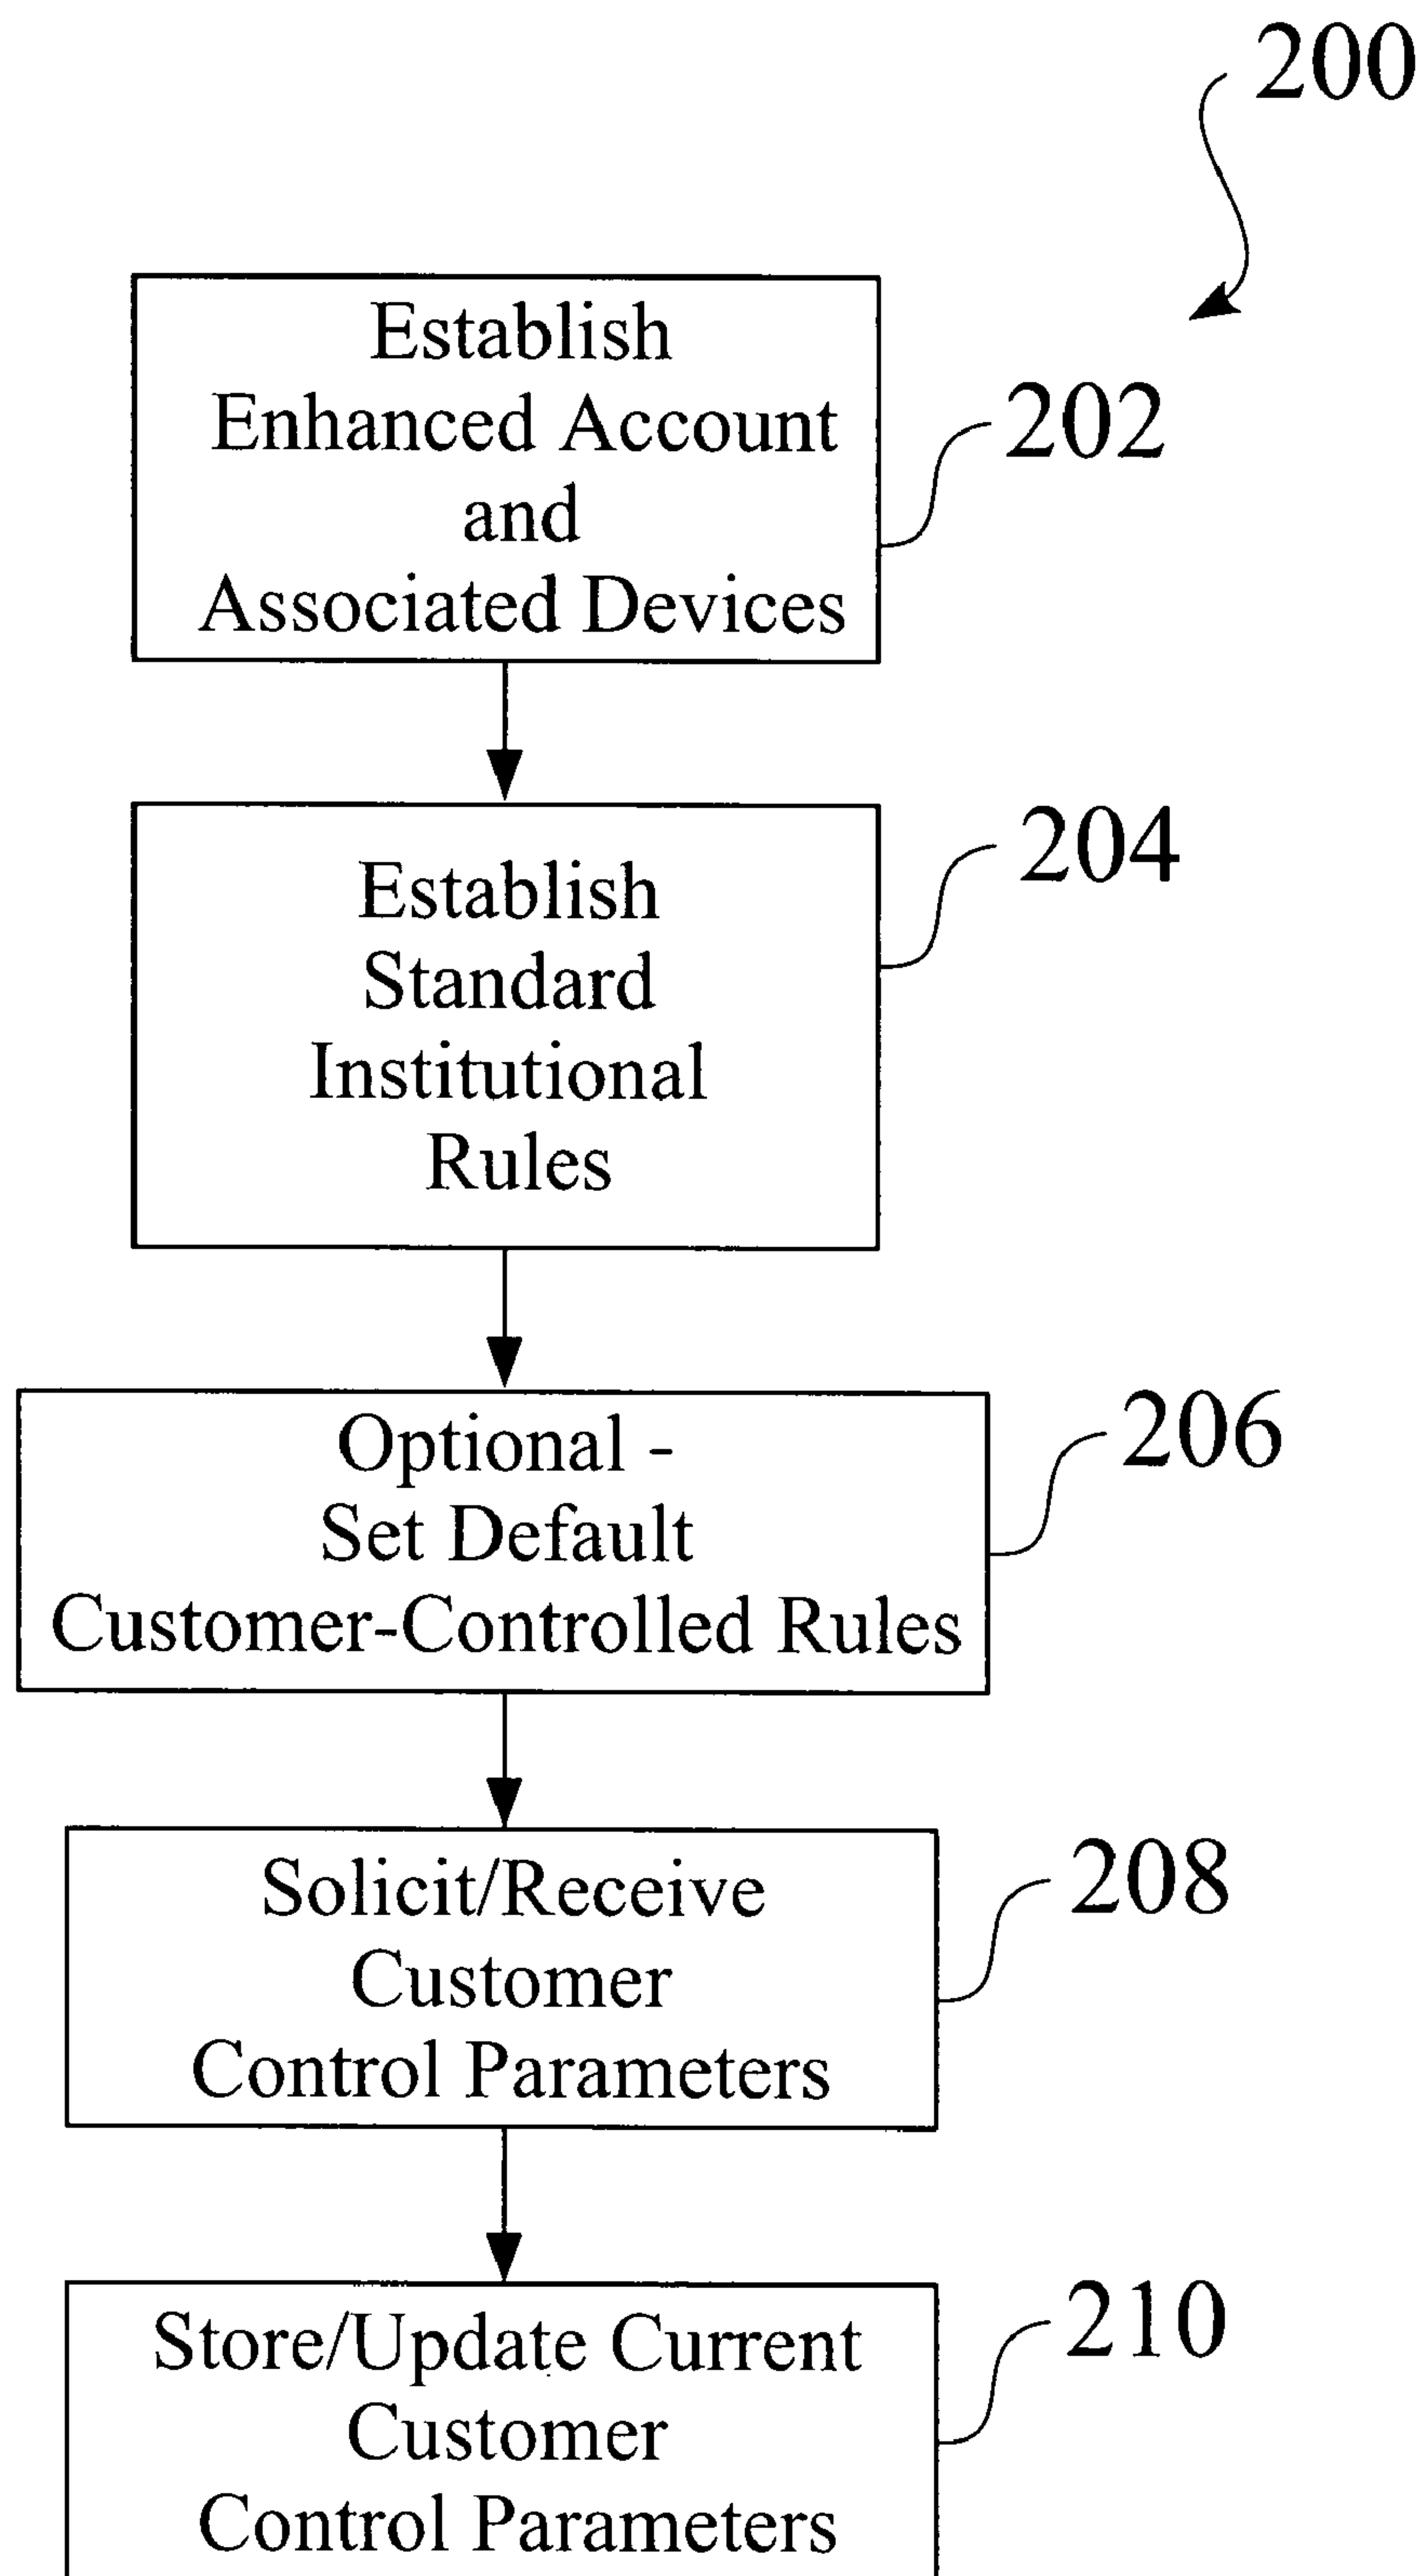 200
Establish
Enhanced Account
and
Associated Devices
202
Establish
Standard
Institutional
Rules
204
Optional -
Set Default
Customer-Controlled Rules
206
Solicit/Receive
Customer
Control Parameters
208
Store/Update Current
Customer
Control Parameters
210